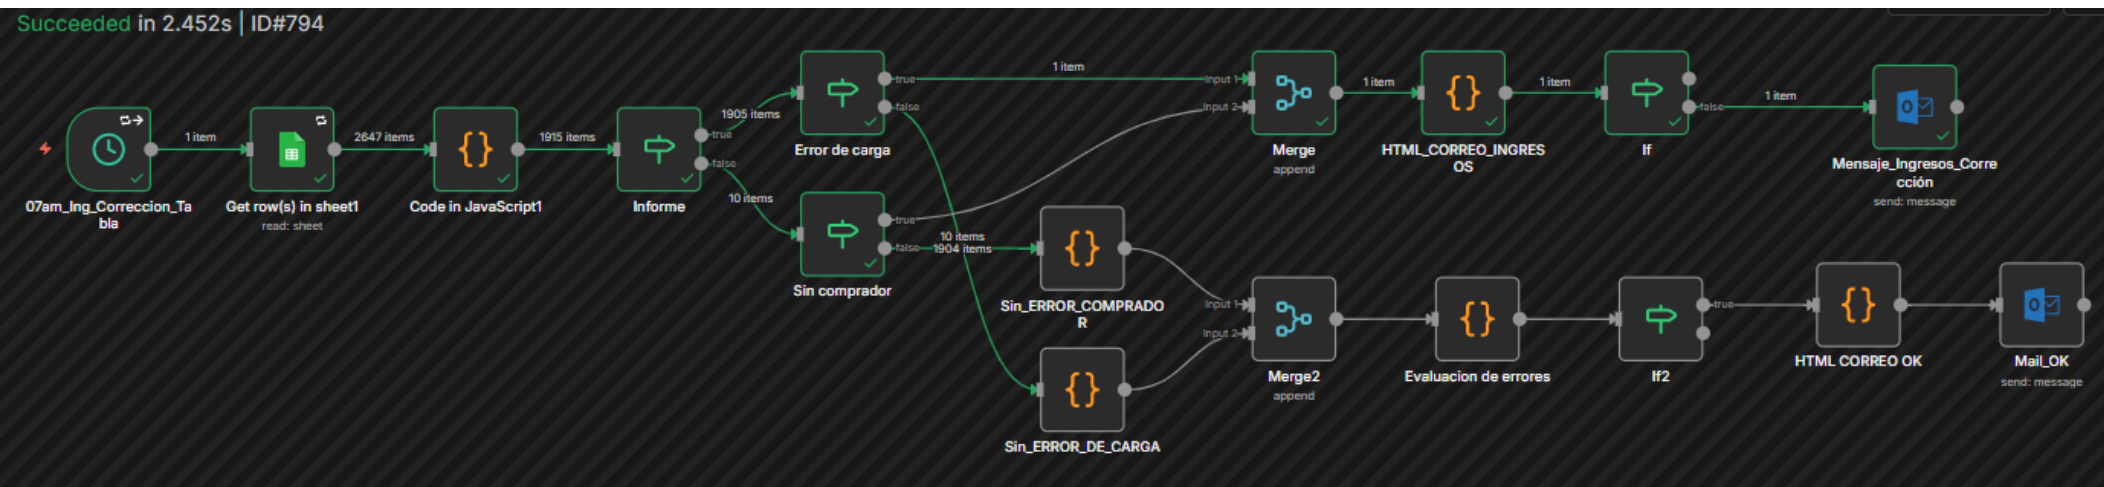 Succeeded in 2.452s | ID#794
1 item
2647 items
1915 items
1905 items
10 items
true
false
true
false
1 item
true
false
10 items
1904 items
Input 1
Input 2
1 item
1 item
false
1 item
Input 1
Input 2
true
07am_Ing_Correccion_Ta
bla
Get row(s) in sheet1
read: sheet
Code in JavaScript1
Informe
Error de carga
Sin comprador
Sin_ERROR_COMPRADO
R
Sin_ERROR_DE_CARGA
Merge
append
HTML_CORREO_INGRES
OS
If
Mensaje_Ingresos_Corre
cción
send: message
Merge2
append
Evaluacion de errores
If2
HTML CORREO OK
Mail_OK
send: message